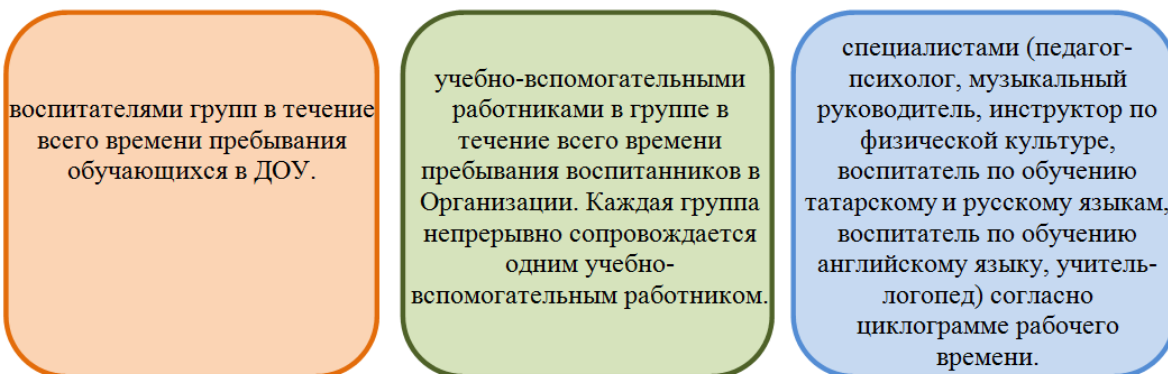 воспитателями групп в течение
всего времени пребывания
обучающихся в ДОУ.
учебно-вспомогательными
работниками в группе в
течение всего времени
пребывания воспитанников в
Организации. Каждая группа
непрерывно сопровождается
одним учебно-
вспомогательным работником.
специалистами (педагог-
психолог, музыкальный
руководитель, инструктор по
физической культуре,
воспитатель по обучению
татарскому и русскому языкам,
воспитатель по обучению
английскому языку, учитель-
логопед) согласно
циклограмме рабочего
времени.